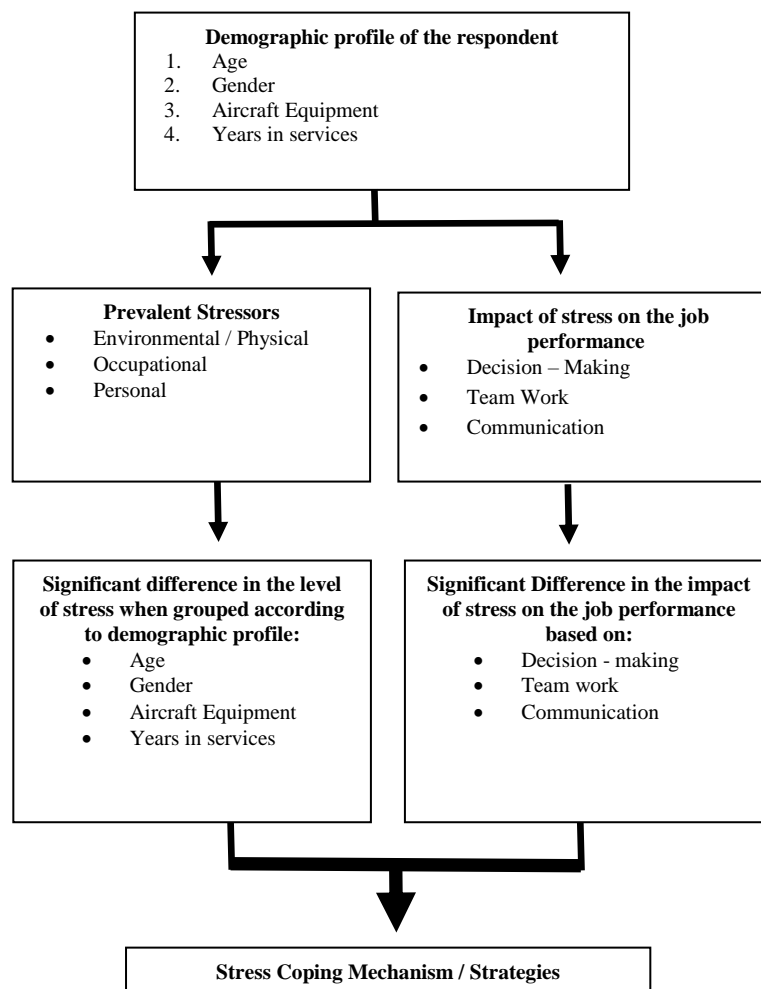 Demographic profile of the respondent
1. Age
2. Gender
3. Aircraft Equipment
4. Years in services
Prevalent Stressors
• Environmental / Physical
• Occupational
• Personal
Impact of stress on the job
performance
• Decision – Making
• Team Work
• Communication
Significant difference in the level
of stress when grouped according
to demographic profile:
• Age
• Gender
• Aircraft Equipment
• Years in services
Significant Difference in the impact
of stress on the job performance
based on:
• Decision - making
• Team work
• Communication
Stress Coping Mechanism / Strategies